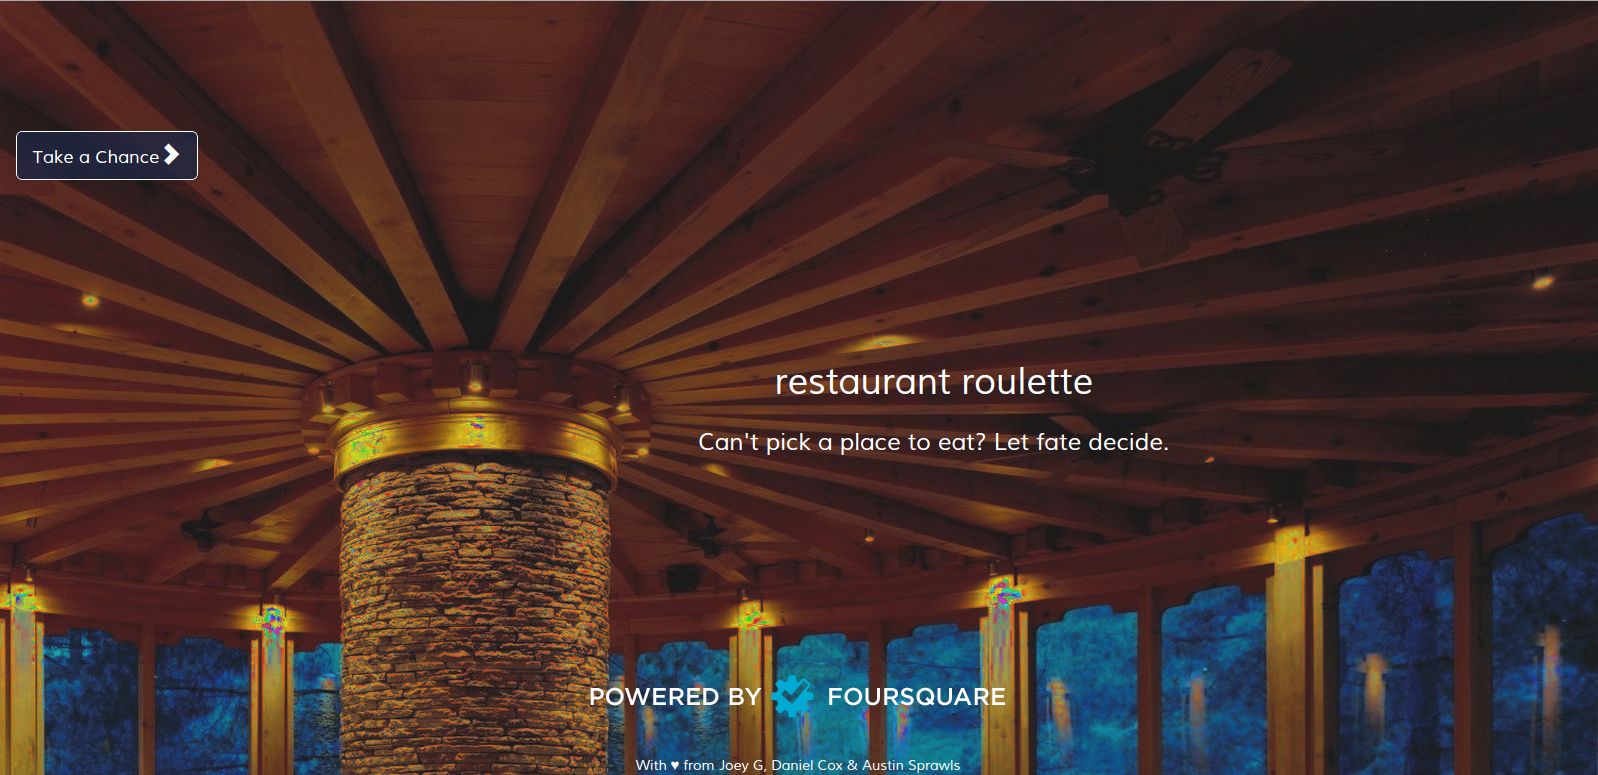 Take a Chance
restaurant roulette
Can't pick a place to eat? Let fate decide.
POWERED BY FOURSQUARE
With ♥ from Joey G, Daniel Cox & Austin Sprawls